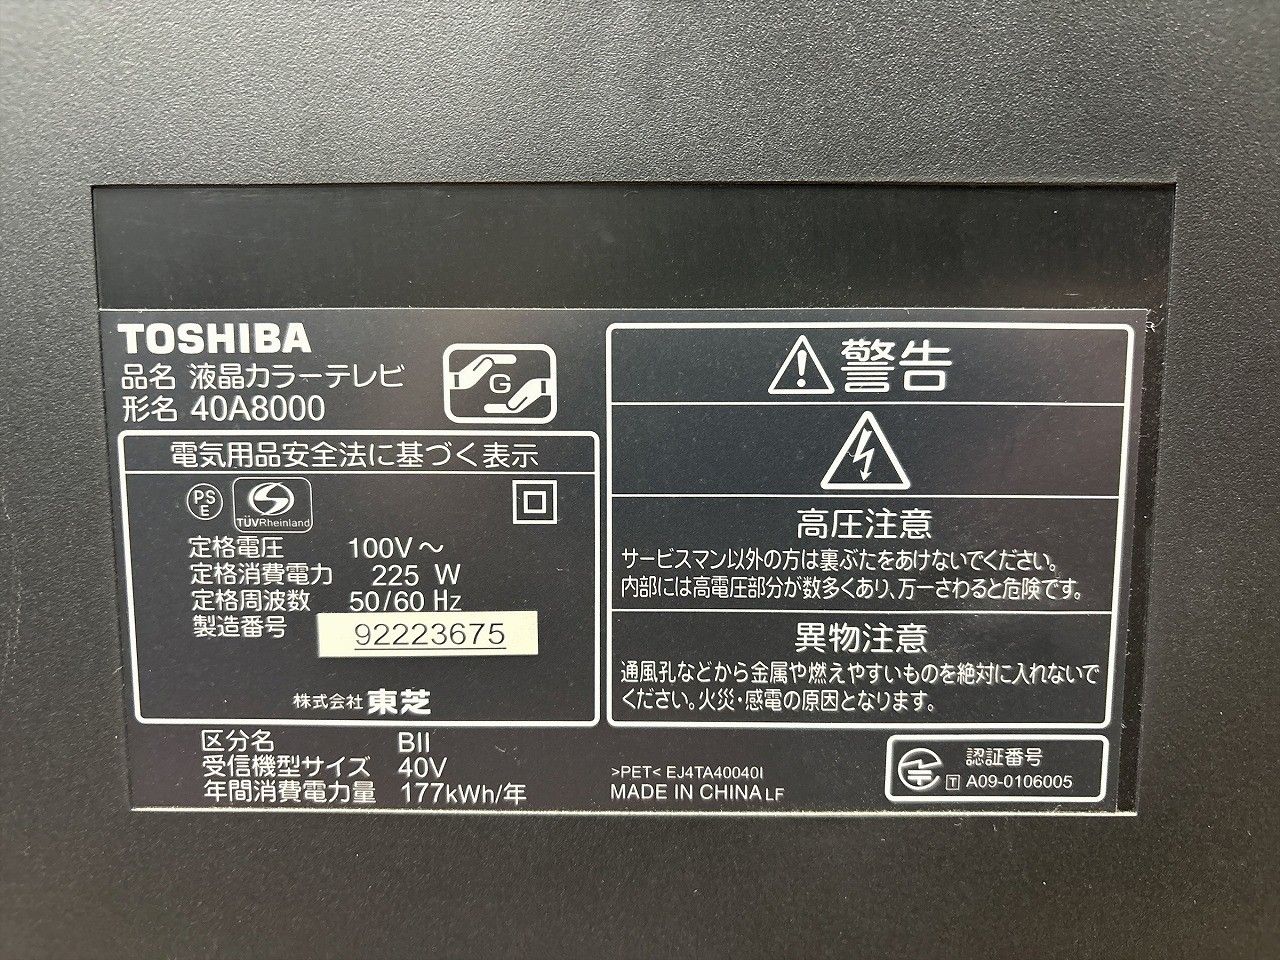 TOSHIBA
品名 液晶カラーテレビ
形名 40A8000
G
電気用品安全法に基づく表示
PS
E
TÜVRheinland
定格電圧 100V～
定格消費電力 225 W
定格周波数 50/60 Hz
製造番号 92223675
株式会社 東芝
区分名 BII
受信機型サイズ 40V
年間消費電力量 177kWh/年
警告
高圧注意
サービスマン以外の方は裏ぶたをあけないでください。
内部には高電圧部分が数多くあり、万一さわると危険です。
異物注意
通風孔などから金属や燃えやすいものを絶対に入れないで
ください。火災・感電の原因となります。
>PET< EJ4TA40040I
MADE IN CHINA LF
認証番号
T A09-0106005